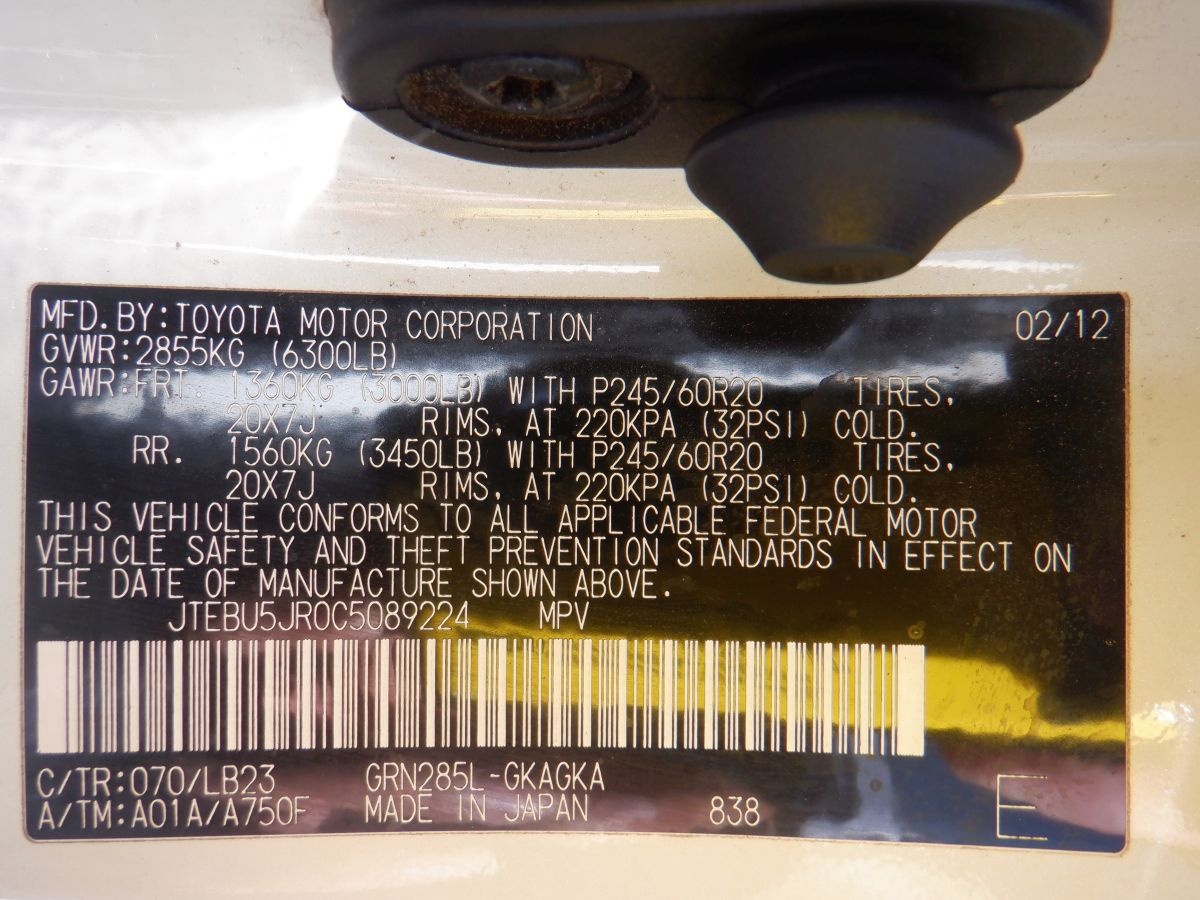 MFD.BY:TOYOTA MOTOR CORPORATION 02/12
GVWR:2855KG (6300LB)
GAWR:FRT. 1360KG (3000LB) WITH P245/60R20 TIRES,
20X7J RIMS, AT 220KPA (32PSI) COLD.
RR. 1560KG (3450LB) WITH P245/60R20 TIRES,
20X7J RIMS, AT 220KPA (32PSI) COLD.
THIS VEHICLE CONFORMS TO ALL APPLICABLE FEDERAL MOTOR
VEHICLE SAFETY AND THEFT PREVENTION STANDARDS IN EFFECT ON
THE DATE OF MANUFACTURE SHOWN ABOVE.
JTEBU5JR0C5089224 MPV
C/TR:070/LB23 GRN285L-GKAGKA
A/TM:A01A/A750F MADE IN JAPAN 838 E